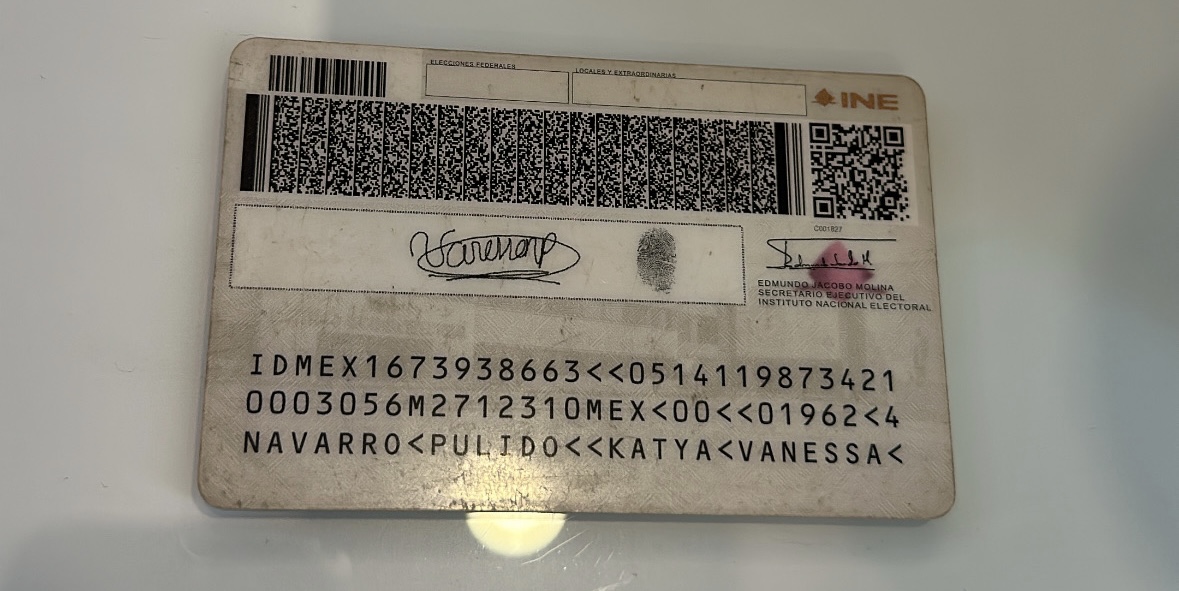 ELECCIONES FEDERALES
LOCALES Y EXTRAORDINARIAS
INE
C001827
EDMUNDO JACOBO MOLINA
SECRETARIO EJECUTIVO DEL
INSTITUTO NACIONAL ELECTORAL
IDMEX1673938663<<0514119873421
0003056M2712310MEX<00<<01962<4
NAVARRO<PULIDO<<KATYA<VANESSA<